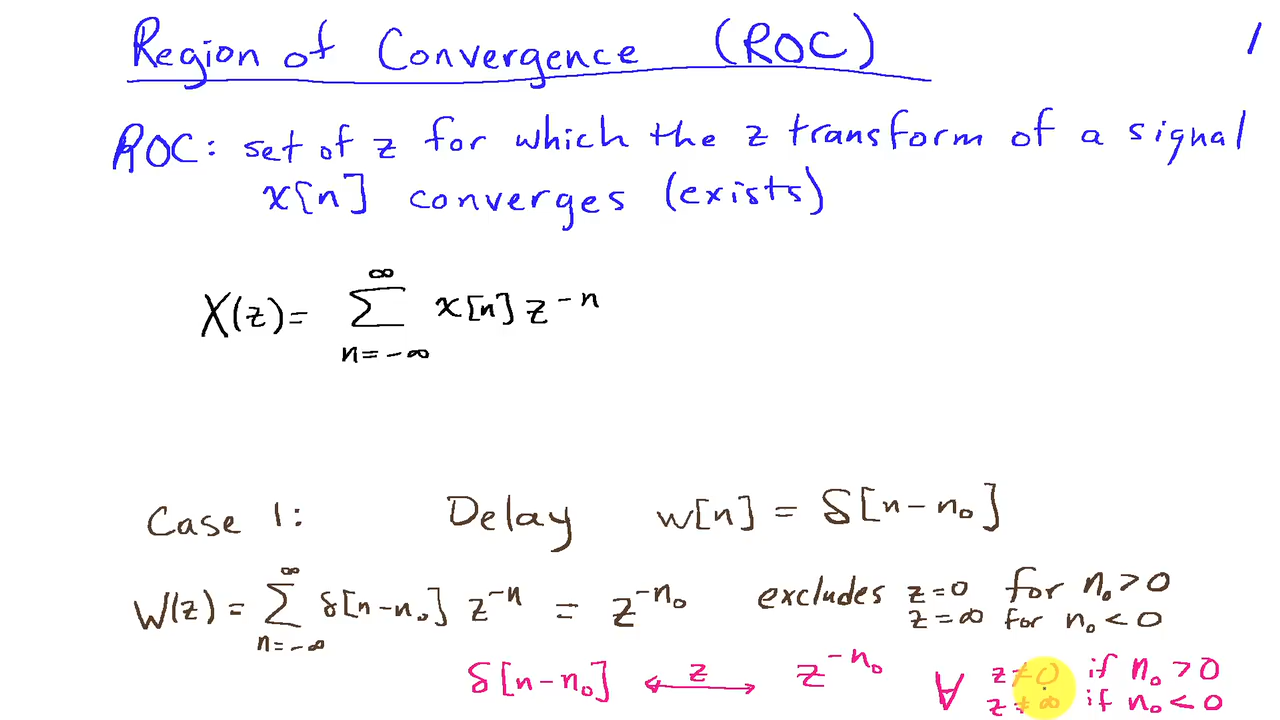 Region of Convergence (ROC)
1
ROC: set of z for which the z transform of a signal
x[n] converges (exists)
X(z) = ∑_{n=-∞}^{∞} x[n] z^{-n}
Case 1: Delay w[n] = δ[n-n₀]
W(z) = ∑_{n=-∞}^{∞} δ[n-n₀] z^{-n} = z^{-n₀} excludes z=0 for n₀>0
z=∞ for n₀<0
δ[n-n₀] ⟷^{z} z^{-n₀} ∀ z≠0 if n₀>0
z≠∞ if n₀<0